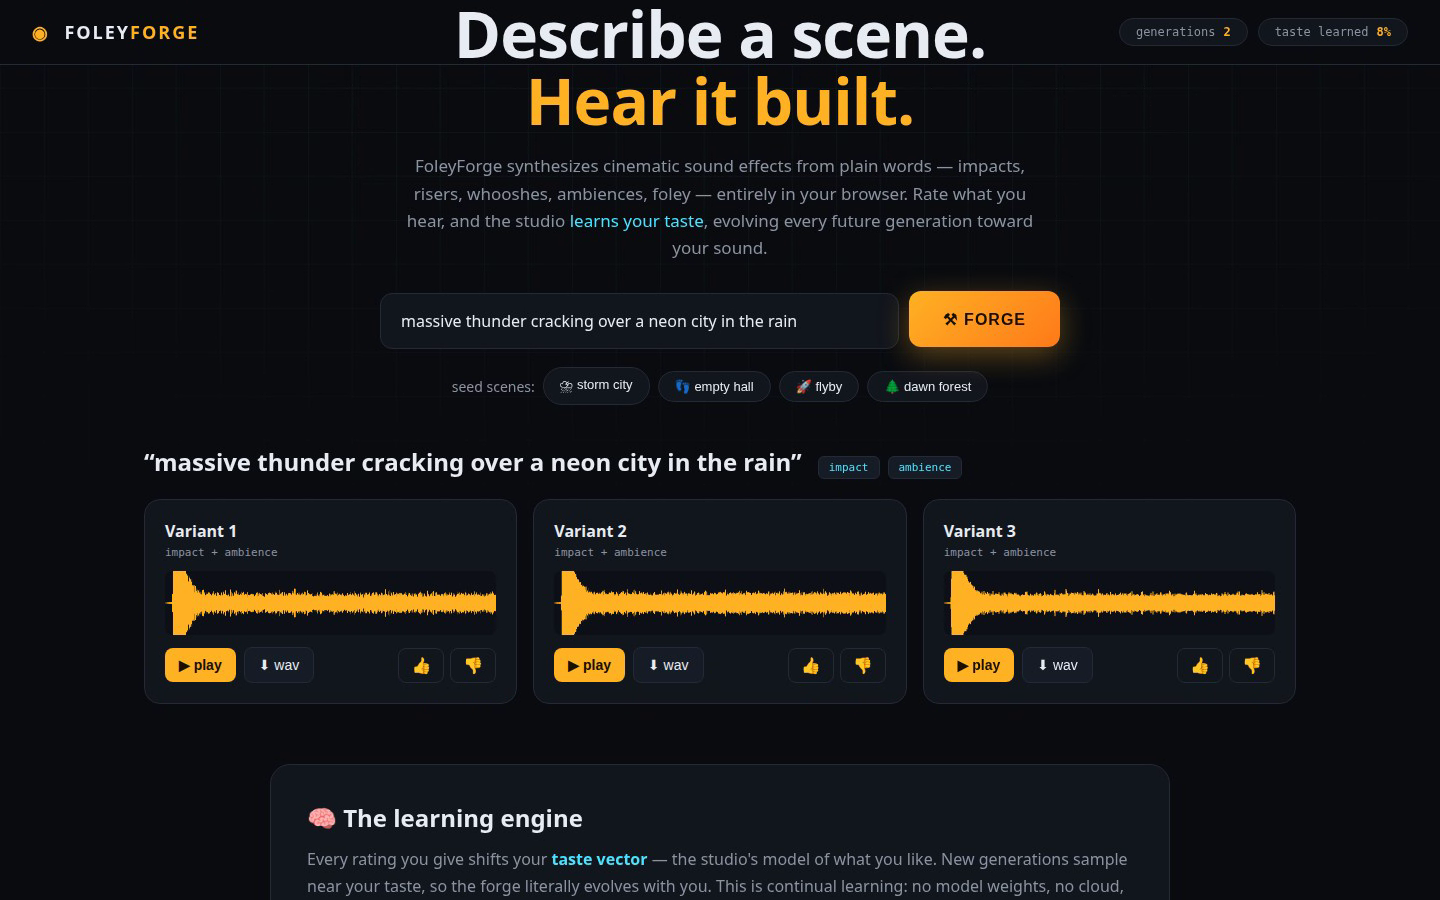 FOLEYFORGE
generations 2
taste learned 8%
Describe a scene.
Hear it built.
FoleyForge synthesizes cinematic sound effects from plain words — impacts,
risers, whooshes, ambiences, foley — entirely in your browser. Rate what you
hear, and the studio learns your taste, evolving every future generation toward
your sound.
massive thunder cracking over a neon city in the rain
⚒ FORGE
seed scenes:
⛈ storm city
👣 empty hall
🚀 flyby
🌲 dawn forest
“massive thunder cracking over a neon city in the rain”
impact
ambience
Variant 1
impact + ambience
▶ play
⬇ wav
👍
👎
Variant 2
impact + ambience
▶ play
⬇ wav
👍
👎
Variant 3
impact + ambience
▶ play
⬇ wav
👍
👎
🧠 The learning engine
Every rating you give shifts your taste vector — the studio's model of what you like. New generations sample
near your taste, so the forge literally evolves with you. This is continual learning: no model weights, no cloud,